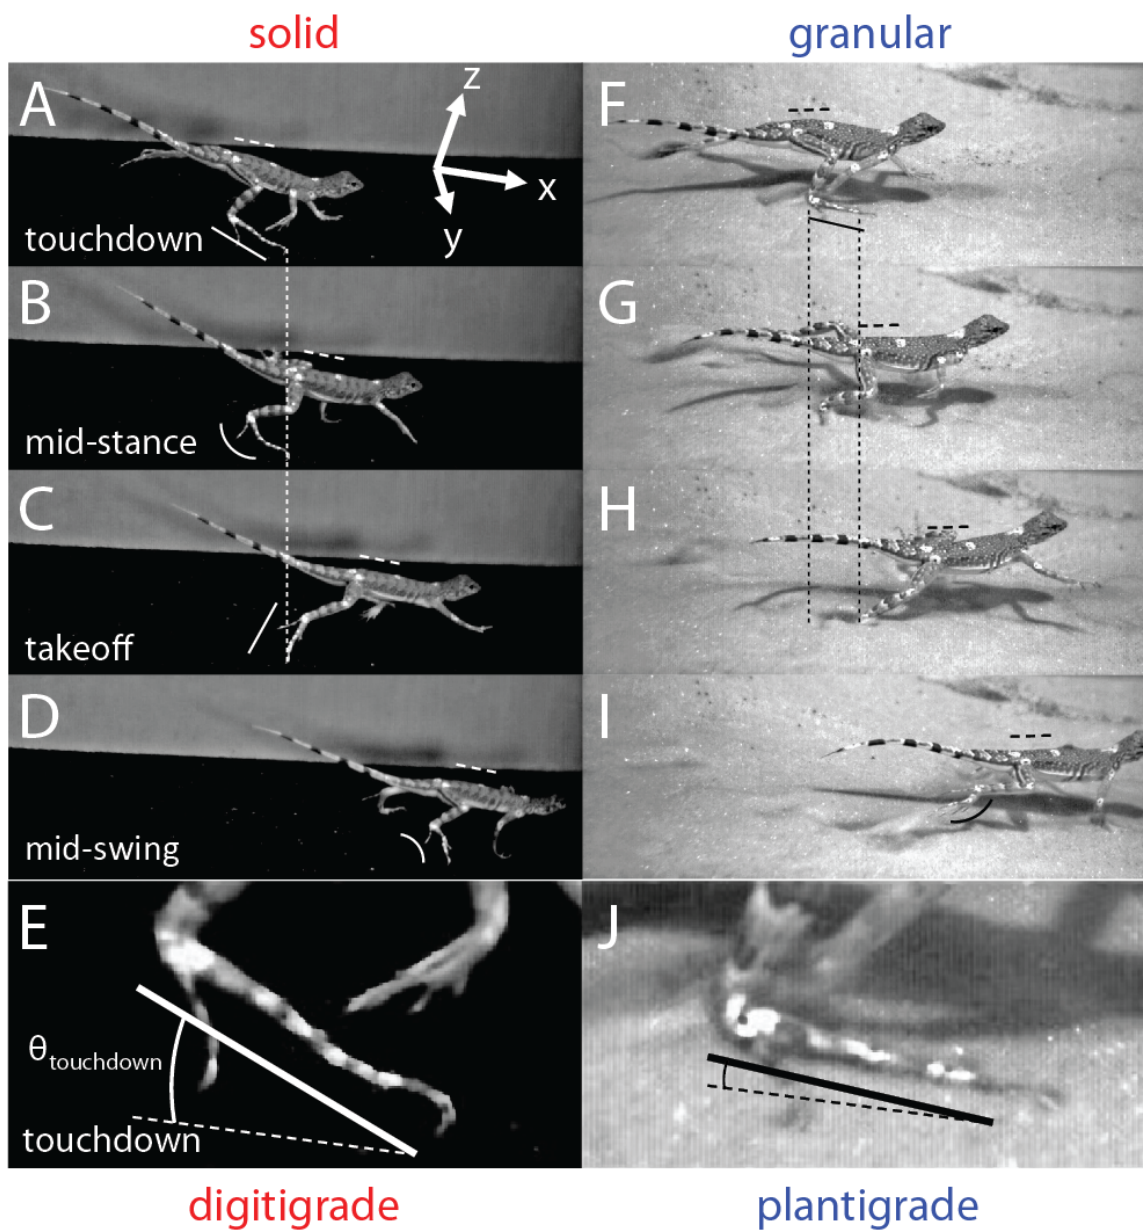 solid
granular
A
z
x
y
touchdown
F
B
mid-stance
G
C
takeoff
H
D
mid-swing
I
E
θtouchdown
touchdown
J
digitigrade
plantigrade